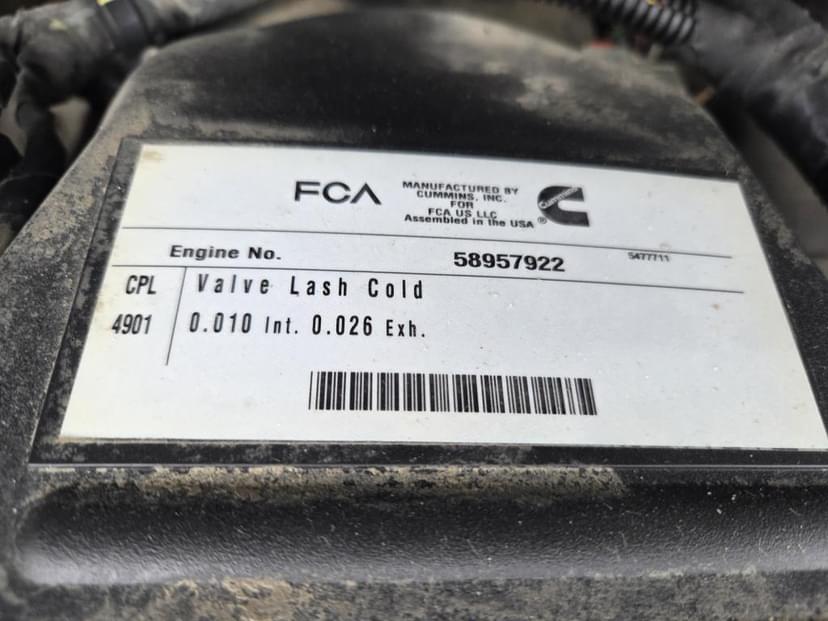 FCA
MANUFACTURED BY
CUMMINS, INC.
FOR
FCA US LLC
Assembled in the USA
Cummins
®
Engine No. 58957922 5477711
CPL Valve Lash Cold
4901 0.010 Int. 0.026 Exh.